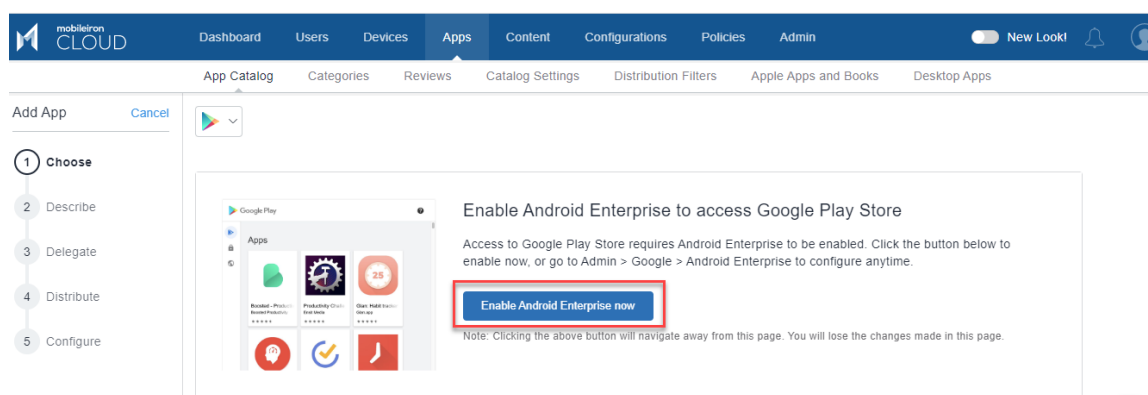 mobileiron
CLOUD
Dashboard Users Devices Apps Content Configurations Policies Admin New Look!
App Catalog Categories Reviews Catalog Settings Distribution Filters Apple Apps and Books Desktop Apps
Add App Cancel
1 Choose
2 Describe
3 Delegate
4 Distribute
5 Configure
Google Play
Apps
25
Enable Android Enterprise to access Google Play Store
Access to Google Play Store requires Android Enterprise to be enabled. Click the button below to
enable now, or go to Admin > Google > Android Enterprise to configure anytime.
Enable Android Enterprise now
Note: Clicking the above button will navigate away from this page. You will lose the changes made in this page.